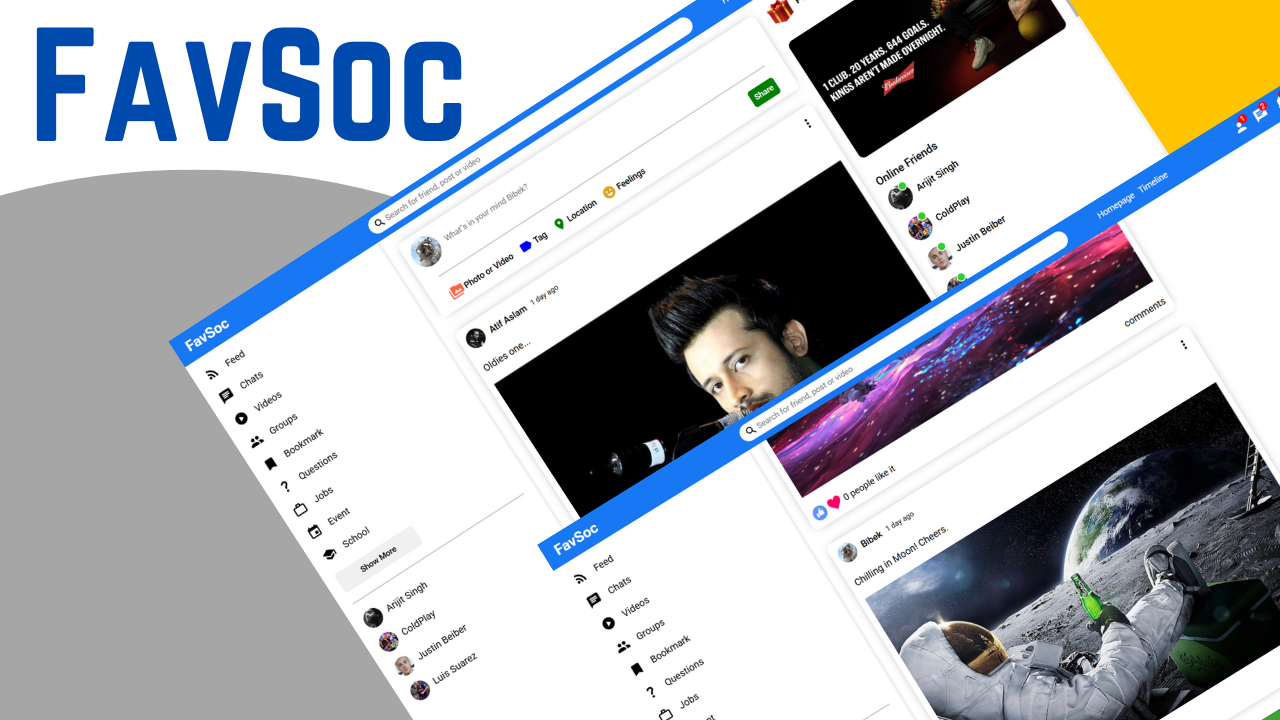 FavSoc
FavSoc
Search for friend, post or video
Feed
Chats
Videos
Groups
Bookmark
Questions
Jobs
Event
School
Show More
Arijit Singh
ColdPlay
Justin Beiber
Luis Suarez
What's in your mind Bibek?
Photo or Video
Tag
Location
Feelings
Share
Atif Aslam 1 day ago
Oldies one...
1 CLUB. 20 YEARS. 644 GOALS.
KINGS AREN'T MADE OVERNIGHT.
Budweiser
Online Friends
Arijit Singh
ColdPlay
Justin Beiber
FavSoc
Search for friend, post or video
Homepage Timeline
1
2
Feed
Chats
Videos
Groups
Bookmark
Questions
Jobs
0 people like it
comments
Bibek 1 day ago
Chilling in Moon! Cheers.